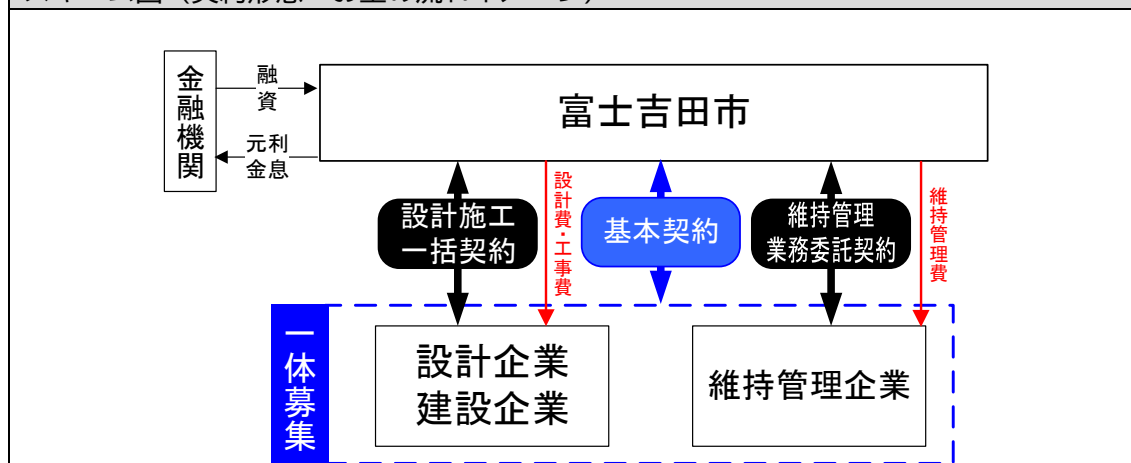 金融機関
融資
元利
金息
富士吉田市
設計施工
一括契約
設計費・工事費
基本契約
維持管理
業務委託契約
維持管理費
一体募集
設計企業
建設企業
維持管理企業